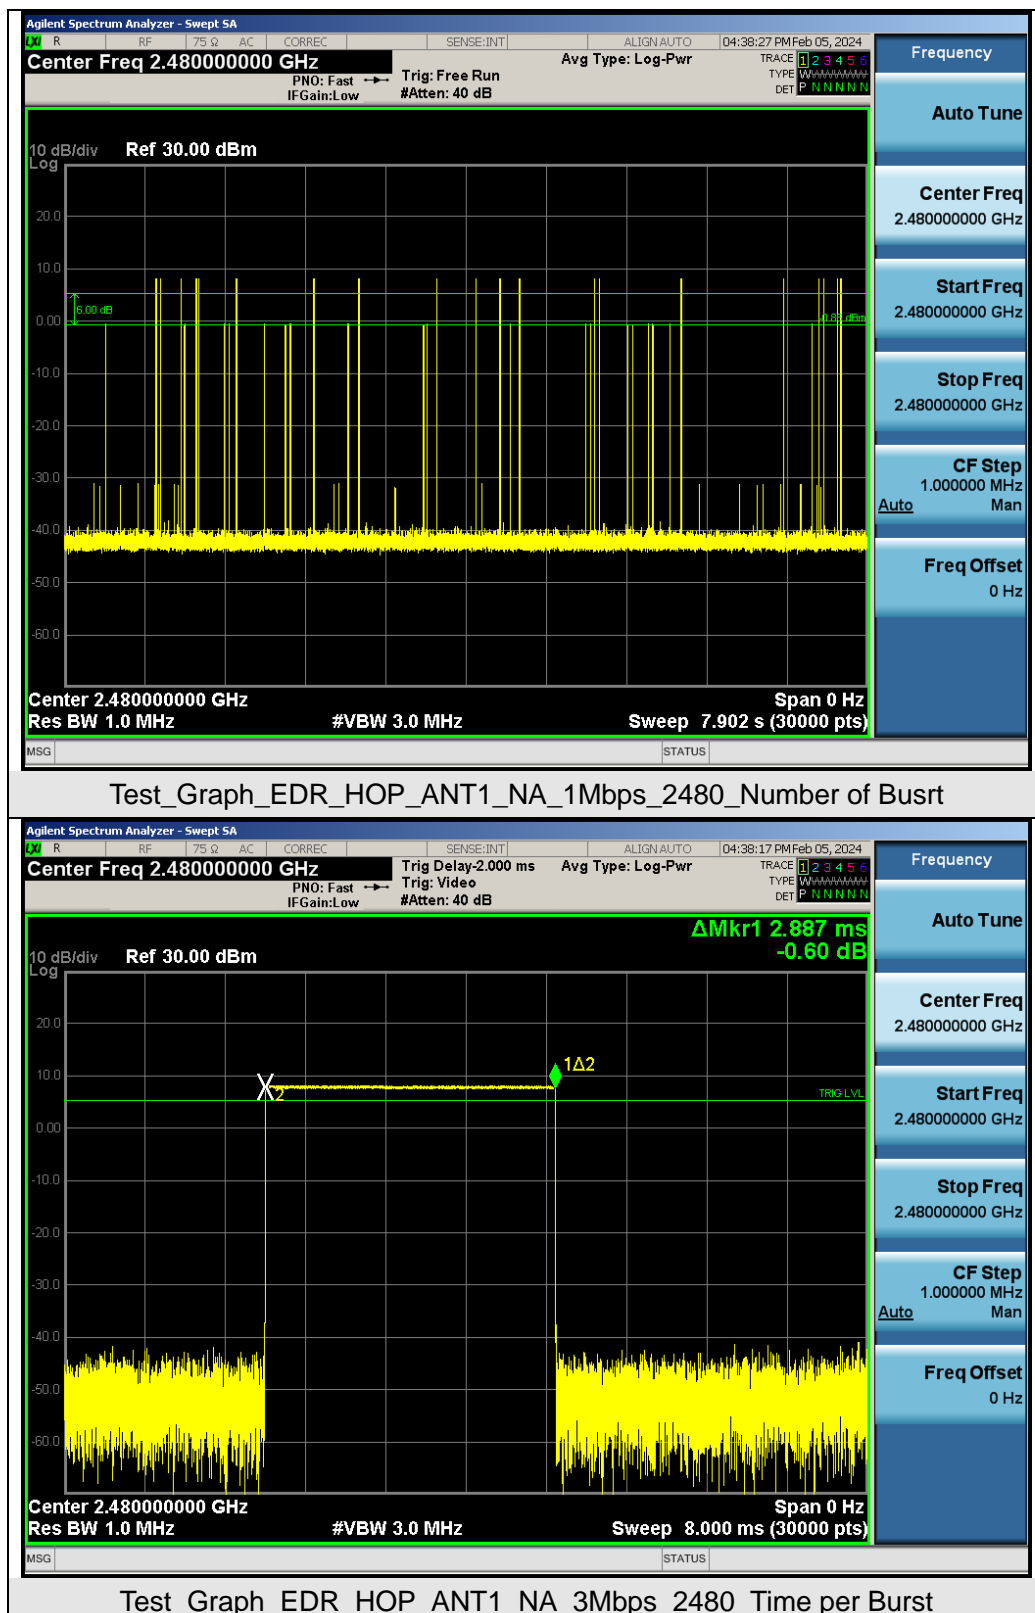 Agilent Spectrum Analyzer - Swept SA
LXI R RF 75 Ω AC CORREC SENSE:INT ALIGN AUTO 04:38:27 PM Feb 05, 2024
Center Freq 2.480000000 GHz Avg Type: Log-Pwr TRACE 1 2 3 4 5 6
PNO: Fast Trig: Free Run TYPE W
IFGain:Low #Atten: 40 dB DET P N N N N N
Frequency
Auto Tune
Center Freq
2.480000000 GHz
Start Freq
2.480000000 GHz
Stop Freq
2.480000000 GHz
CF Step
1.000000 MHz
Auto Man
Freq Offset
0 Hz
10 dB/div Ref 30.00 dBm
Log
20.0
10.0
6.00 dB
0.00
dBm
-10.0
-20.0
-30.0
-40.0
-50.0
-60.0
Center 2.480000000 GHz Span 0 Hz
Res BW 1.0 MHz #VBW 3.0 MHz Sweep 7.902 s (30000 pts)
MSG STATUS
Test_Graph_EDR_HOP_ANT1_NA_1Mbps_2480_Number of Busrt
Agilent Spectrum Analyzer - Swept SA
LXI R RF 75 Ω AC CORREC SENSE:INT ALIGN AUTO 04:38:17 PM Feb 05, 2024
Center Freq 2.480000000 GHz Trig Delay-2.000 ms Avg Type: Log-Pwr TRACE 1 2 3 4 5 6
PNO: Fast Trig: Video TYPE W
IFGain:Low #Atten: 40 dB DET P N N N N N
Frequency
Auto Tune
Center Freq
2.480000000 GHz
Start Freq
2.480000000 GHz
Stop Freq
2.480000000 GHz
CF Step
1.000000 MHz
Auto Man
Freq Offset
0 Hz
ΔMkr1 2.887 ms
-0.60 dB
10 dB/div Ref 30.00 dBm
Log
20.0
10.0
1Δ2
2
TRIG LVL
0.00
-10.0
-20.0
-30.0
-40.0
-50.0
-60.0
Center 2.480000000 GHz Span 0 Hz
Res BW 1.0 MHz #VBW 3.0 MHz Sweep 8.000 ms (30000 pts)
MSG STATUS
Test_Graph_EDR_HOP_ANT1_NA_3Mbps_2480_Time per Burst